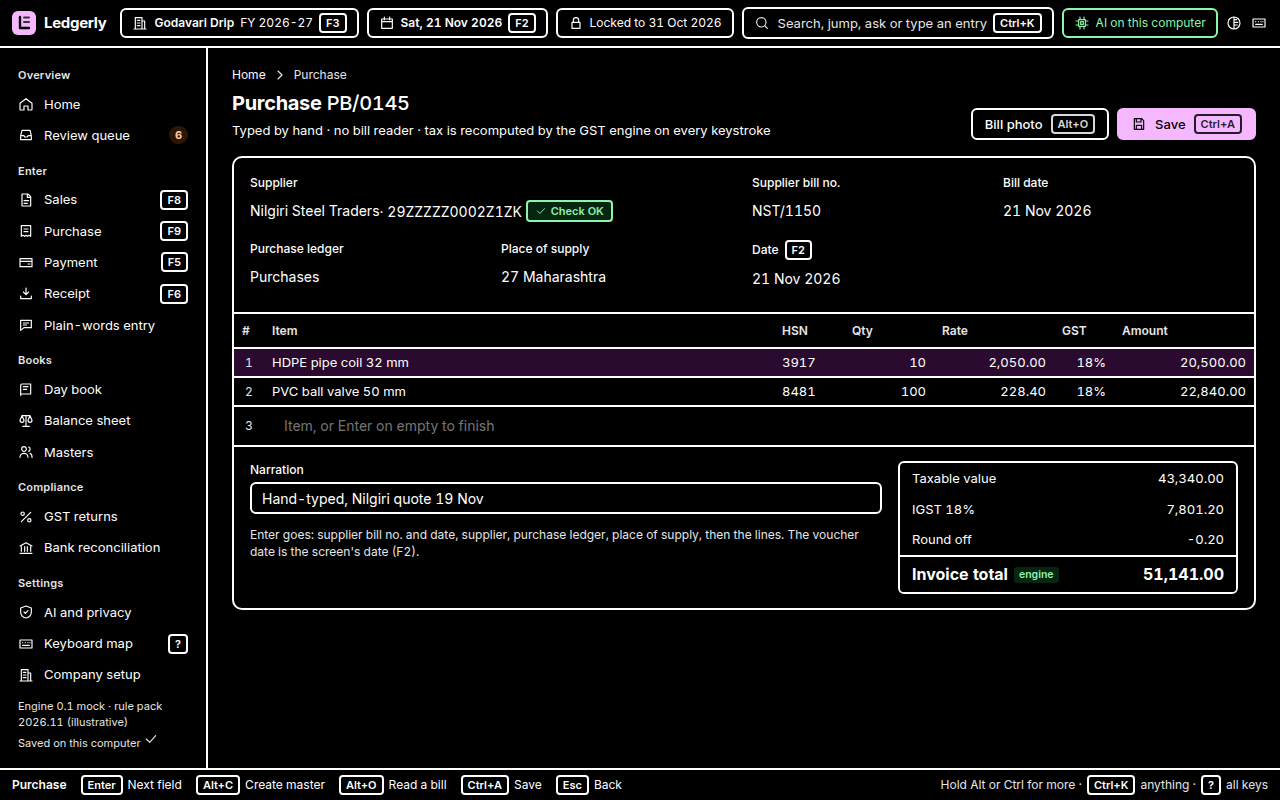 Ledgerly
Godavari Drip FY 2026-27 F3
Sat, 21 Nov 2026 F2
Locked to 31 Oct 2026
Search, jump, ask or type an entry Ctrl+K
AI on this computer
Overview
Home
Review queue 6
Enter
Sales F8
Purchase F9
Payment F5
Receipt F6
Plain-words entry
Books
Day book
Balance sheet
Masters
Compliance
GST returns
Bank reconciliation
Settings
AI and privacy
Keyboard map ?
Company setup
Engine 0.1 mock · rule pack
2026.11 (illustrative)
Saved on this computer
Home Purchase
Purchase PB/0145
Typed by hand · no bill reader · tax is recomputed by the GST engine on every keystroke
Bill photo Alt+O
Save Ctrl+A
Supplier Supplier bill no. Bill date
Nilgiri Steel Traders· 29ZZZZZ0002Z1ZK Check OK NST/1150 21 Nov 2026
Purchase ledger Place of supply Date F2
Purchases 27 Maharashtra 21 Nov 2026
# Item HSN Qty Rate GST Amount
1 HDPE pipe coil 32 mm 3917 10 2,050.00 18% 20,500.00
2 PVC ball valve 50 mm 8481 100 228.40 18% 22,840.00
3 Item, or Enter on empty to finish
Narration
Hand-typed, Nilgiri quote 19 Nov
Enter goes: supplier bill no. and date, supplier, purchase ledger, place of supply, then the lines. The voucher
date is the screen's date (F2).
Taxable value 43,340.00
IGST 18% 7,801.20
Round off -0.20
Invoice total engine 51,141.00
Purchase Enter Next field Alt+C Create master Alt+O Read a bill Ctrl+A Save Esc Back
Hold Alt or Ctrl for more · Ctrl+K anything · ? all keys